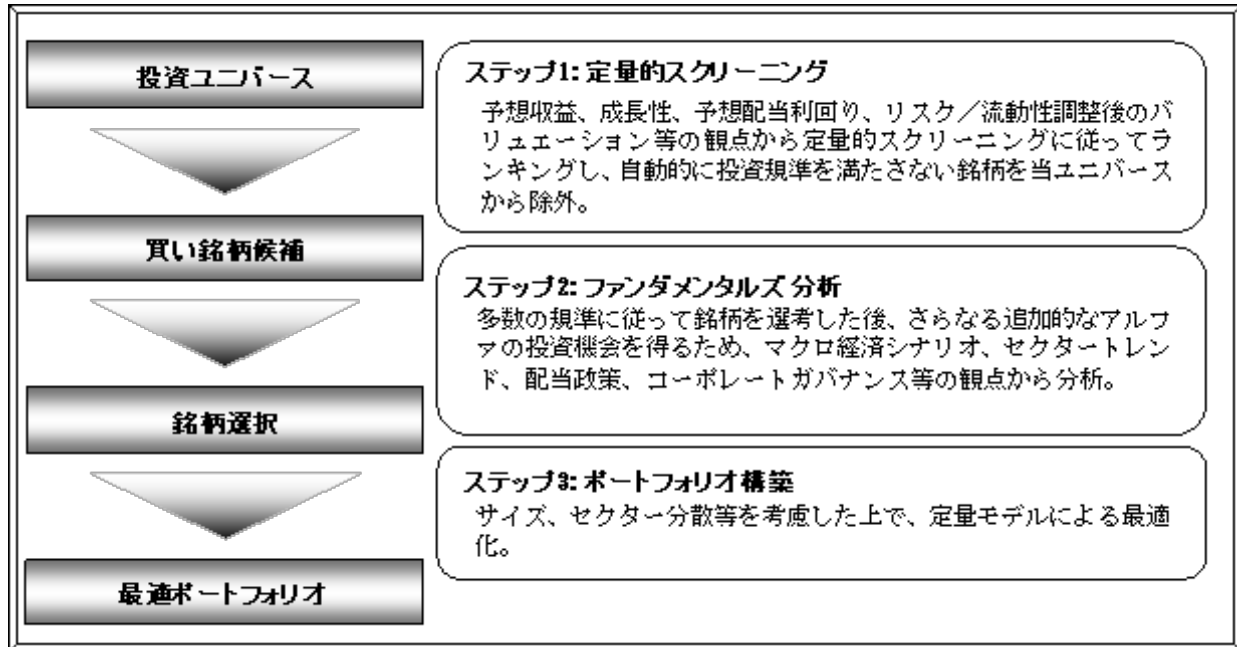 投資ユニバース
ステップ1: 定量的スクリーニング
予想収益、成長性、予想配当利回り、リスク／流動性調整後のバ
リュエーション等の観点から定量的スクリーニングに従ってラ
ンキングし、自動的に投資規準を満たさない銘柄を当ユニバース
から除外。
買い銘柄候補
ステップ2: ファンダメンタルズ 分析
多数の規準に従って銘柄を選考した後、さらなる追加的なアルフ
ァの投資機会を得るため、マクロ経済シナリオ、セクタートレン
ド、配当政策、コーポレートガバナンス等の観点から分析。
銘柄選択
ステップ3: ポートフォリオ構築
サイズ、セクター分散等を考慮した上で、定量モデルによる最適
化。
最適ポートフォリオ